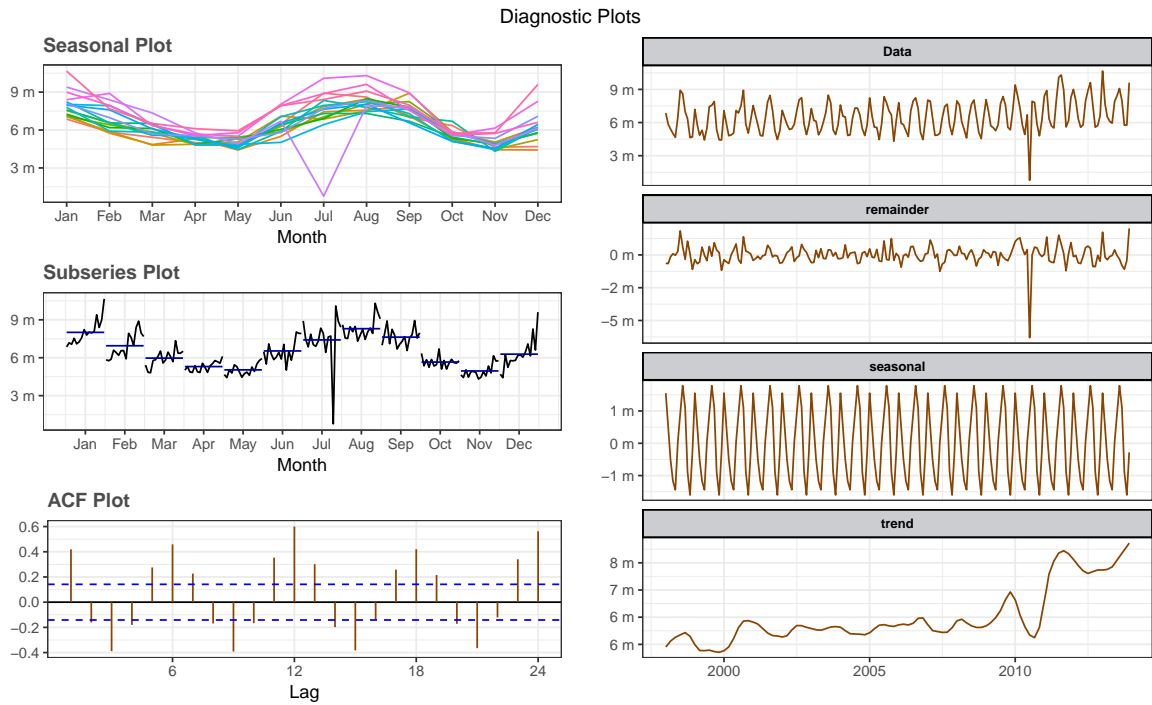 Diagnostic Plots
Seasonal Plot
9 m
6 m
3 m
Jan Feb Mar Apr May Jun Jul Aug Sep Oct Nov Dec
Month
Subseries Plot
9 m
6 m
3 m
Jan Feb Mar Apr May Jun Jul Aug Sep Oct Nov Dec
Month
ACF Plot
0.6
0.4
0.2
0.0
−0.2
−0.4
6 12 18 24
Lag
Data
9 m
6 m
3 m
remainder
0 m
−2 m
−5 m
seasonal
1 m
0 m
−1 m
trend
8 m
7 m
6 m
6 m
2000 2005 2010